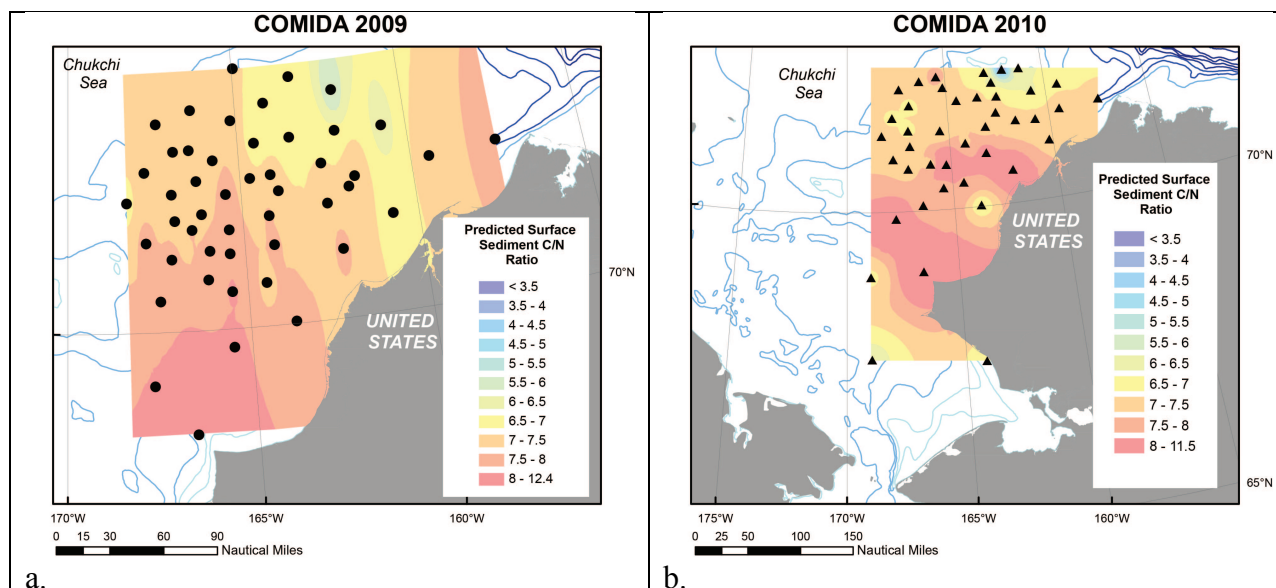 COMIDA 2009
Chukchi
Sea
UNITED
STATES
70°N
Predicted Surface
Sediment C/N
Ratio
< 3.5
3.5 - 4
4 - 4.5
4.5 - 5
5 - 5.5
5.5 - 6
6 - 6.5
6.5 - 7
7 - 7.5
7.5 - 8
8 - 12.4
170°W
165°W
160°W
0 15 30 60 90
Nautical Miles
a.
COMIDA 2010
Chukchi
Sea
UNITED
STATES
70°N
Predicted Surface
Sediment C/N
Ratio
< 3.5
3.5 - 4
4 - 4.5
4.5 - 5
5 - 5.5
5.5 - 6
6 - 6.5
6.5 - 7
7 - 7.5
7.5 - 8
8 - 11.5
65°N
175°W
170°W
165°W
160°W
0 25 50 100 150
Nautical Miles
b.